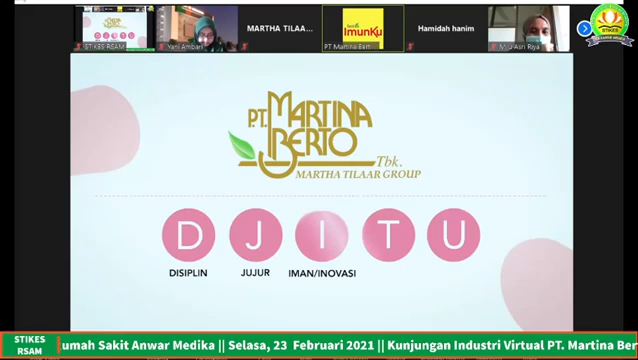 ST-KES-RSAM
Yani Ambari
MARTHA TILAA...
ImunKu
PT Martina Bert
Hamidah hanim
Asri Riya
STIKES
P.T. MARTINA
BERTO
Tbk.
MARTHA TILAAR GROUP
D J I T U
DISIPLIN
JUJUR
IMAN/INOVASI
STIKES
RSAM
umah Sakit Anwar Medika || Selasa, 23 Februari 2021 || Kunjungan Industri Virtual PT. Martina Ber